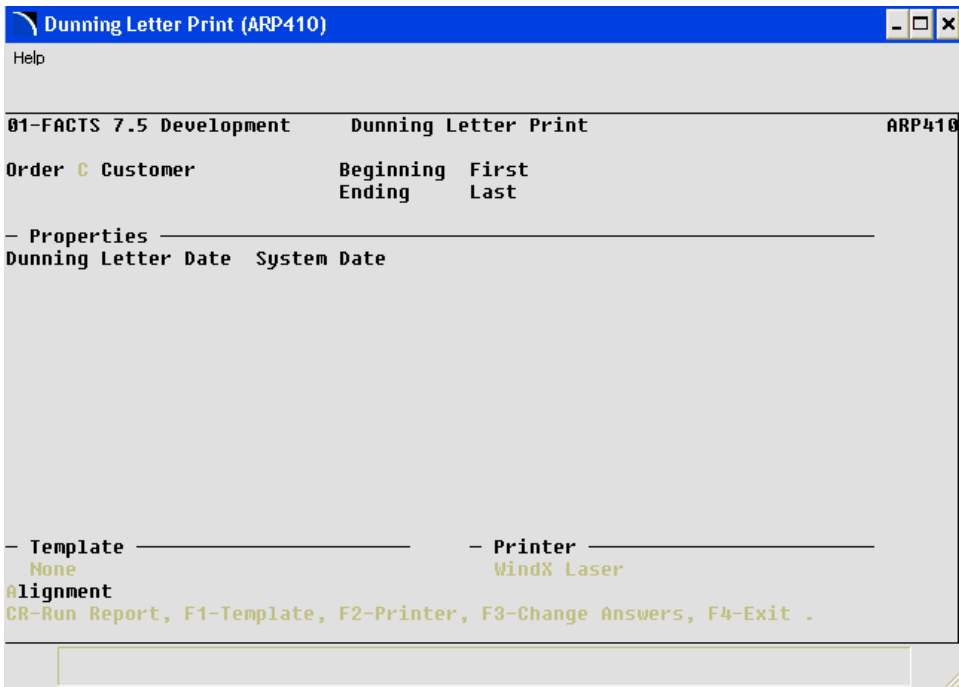 Dunning Letter Print (ARP410)
Help
01-FACTS 7.5 Development Dunning Letter Print ARP410
Order C Customer Beginning First
Ending Last
— Properties
Dunning Letter Date System Date
— Template — Printer
None WindX Laser
Alignment
CR-Run Report, F1-Template, F2-Printer, F3-Change Answers, F4-Exit .